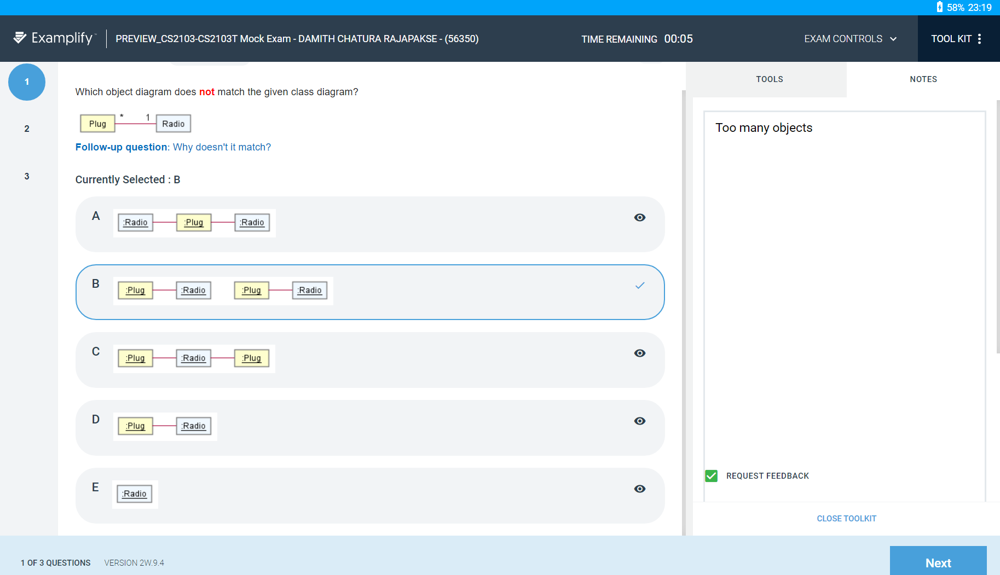 58% 23:19
Examplify™
PREVIEW_CS2103-CS2103T Mock Exam - DAMITH CHATURA RAJAPAKSE - (56350)
TIME REMAINING 00:05
EXAM CONTROLS
TOOL KIT
1
2
3
Which object diagram does not match the given class diagram?
Plug * 1 Radio
Follow-up question: Why doesn't it match?
Currently Selected : B
A :Radio :Plug :Radio
B :Plug :Radio :Plug :Radio
C :Plug :Radio :Plug
D :Plug :Radio
E :Radio
TOOLS NOTES
Too many objects
REQUEST FEEDBACK
CLOSE TOOLKIT
1 OF 3 QUESTIONS VERSION 2W.9.4
Next